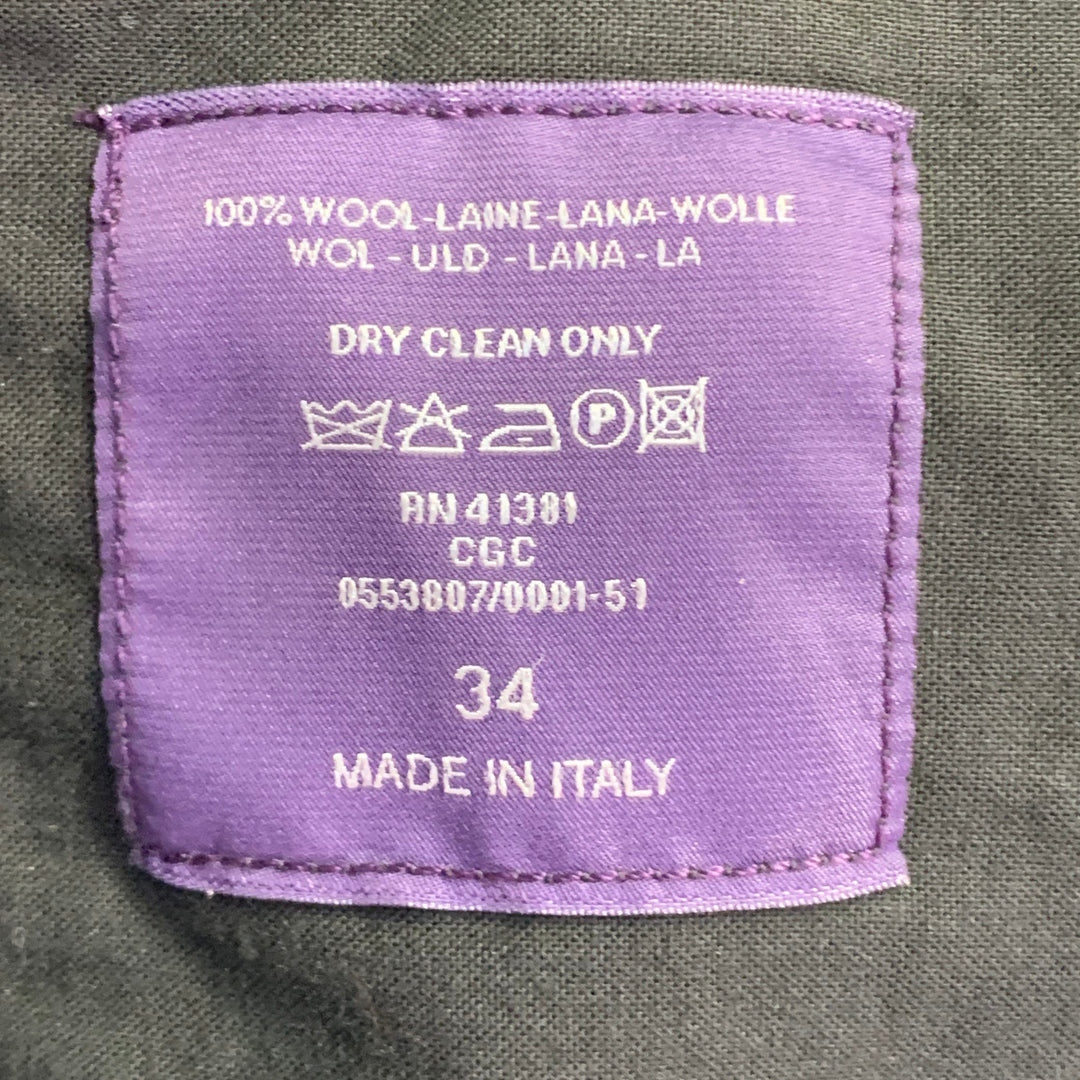 100% WOOL-LAINE-LANA-WOLLE
WOL - ULD - LANA - LA
DRY CLEAN ONLY
P
RN 41381
CGC
0553807/0001-51
34
MADE IN ITALY